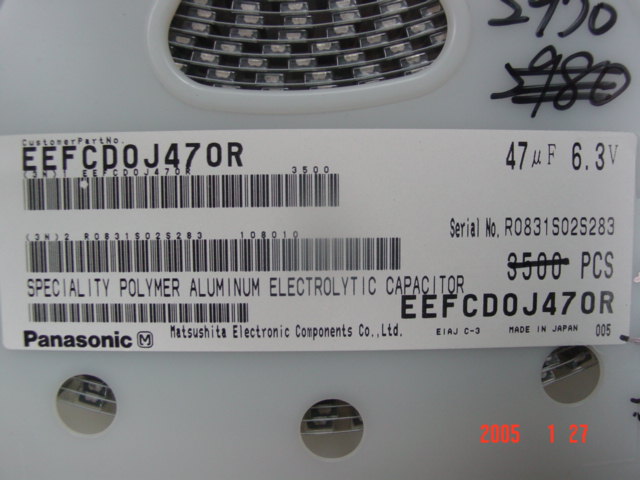 2970
2980
CustomerPartNo.
EEFCD0J470R
47μF 6.3V
(3N)1 EEFCD0J470R 3500
Serial No. R0831S02S283
(3N)2 R0831S02S283 108010
3500 PCS
SPECIALITY POLYMER ALUMINUM ELECTROLYTIC CAPACITOR
EEFCD0J470R
Panasonic M Matsushita Electronic Components Co.,Ltd. EIAJ C-3 MADE IN JAPAN 005
2005 1 27